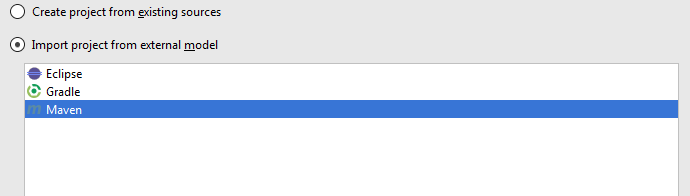 Create project from existing sources
Import project from external model
Eclipse
Gradle
Maven